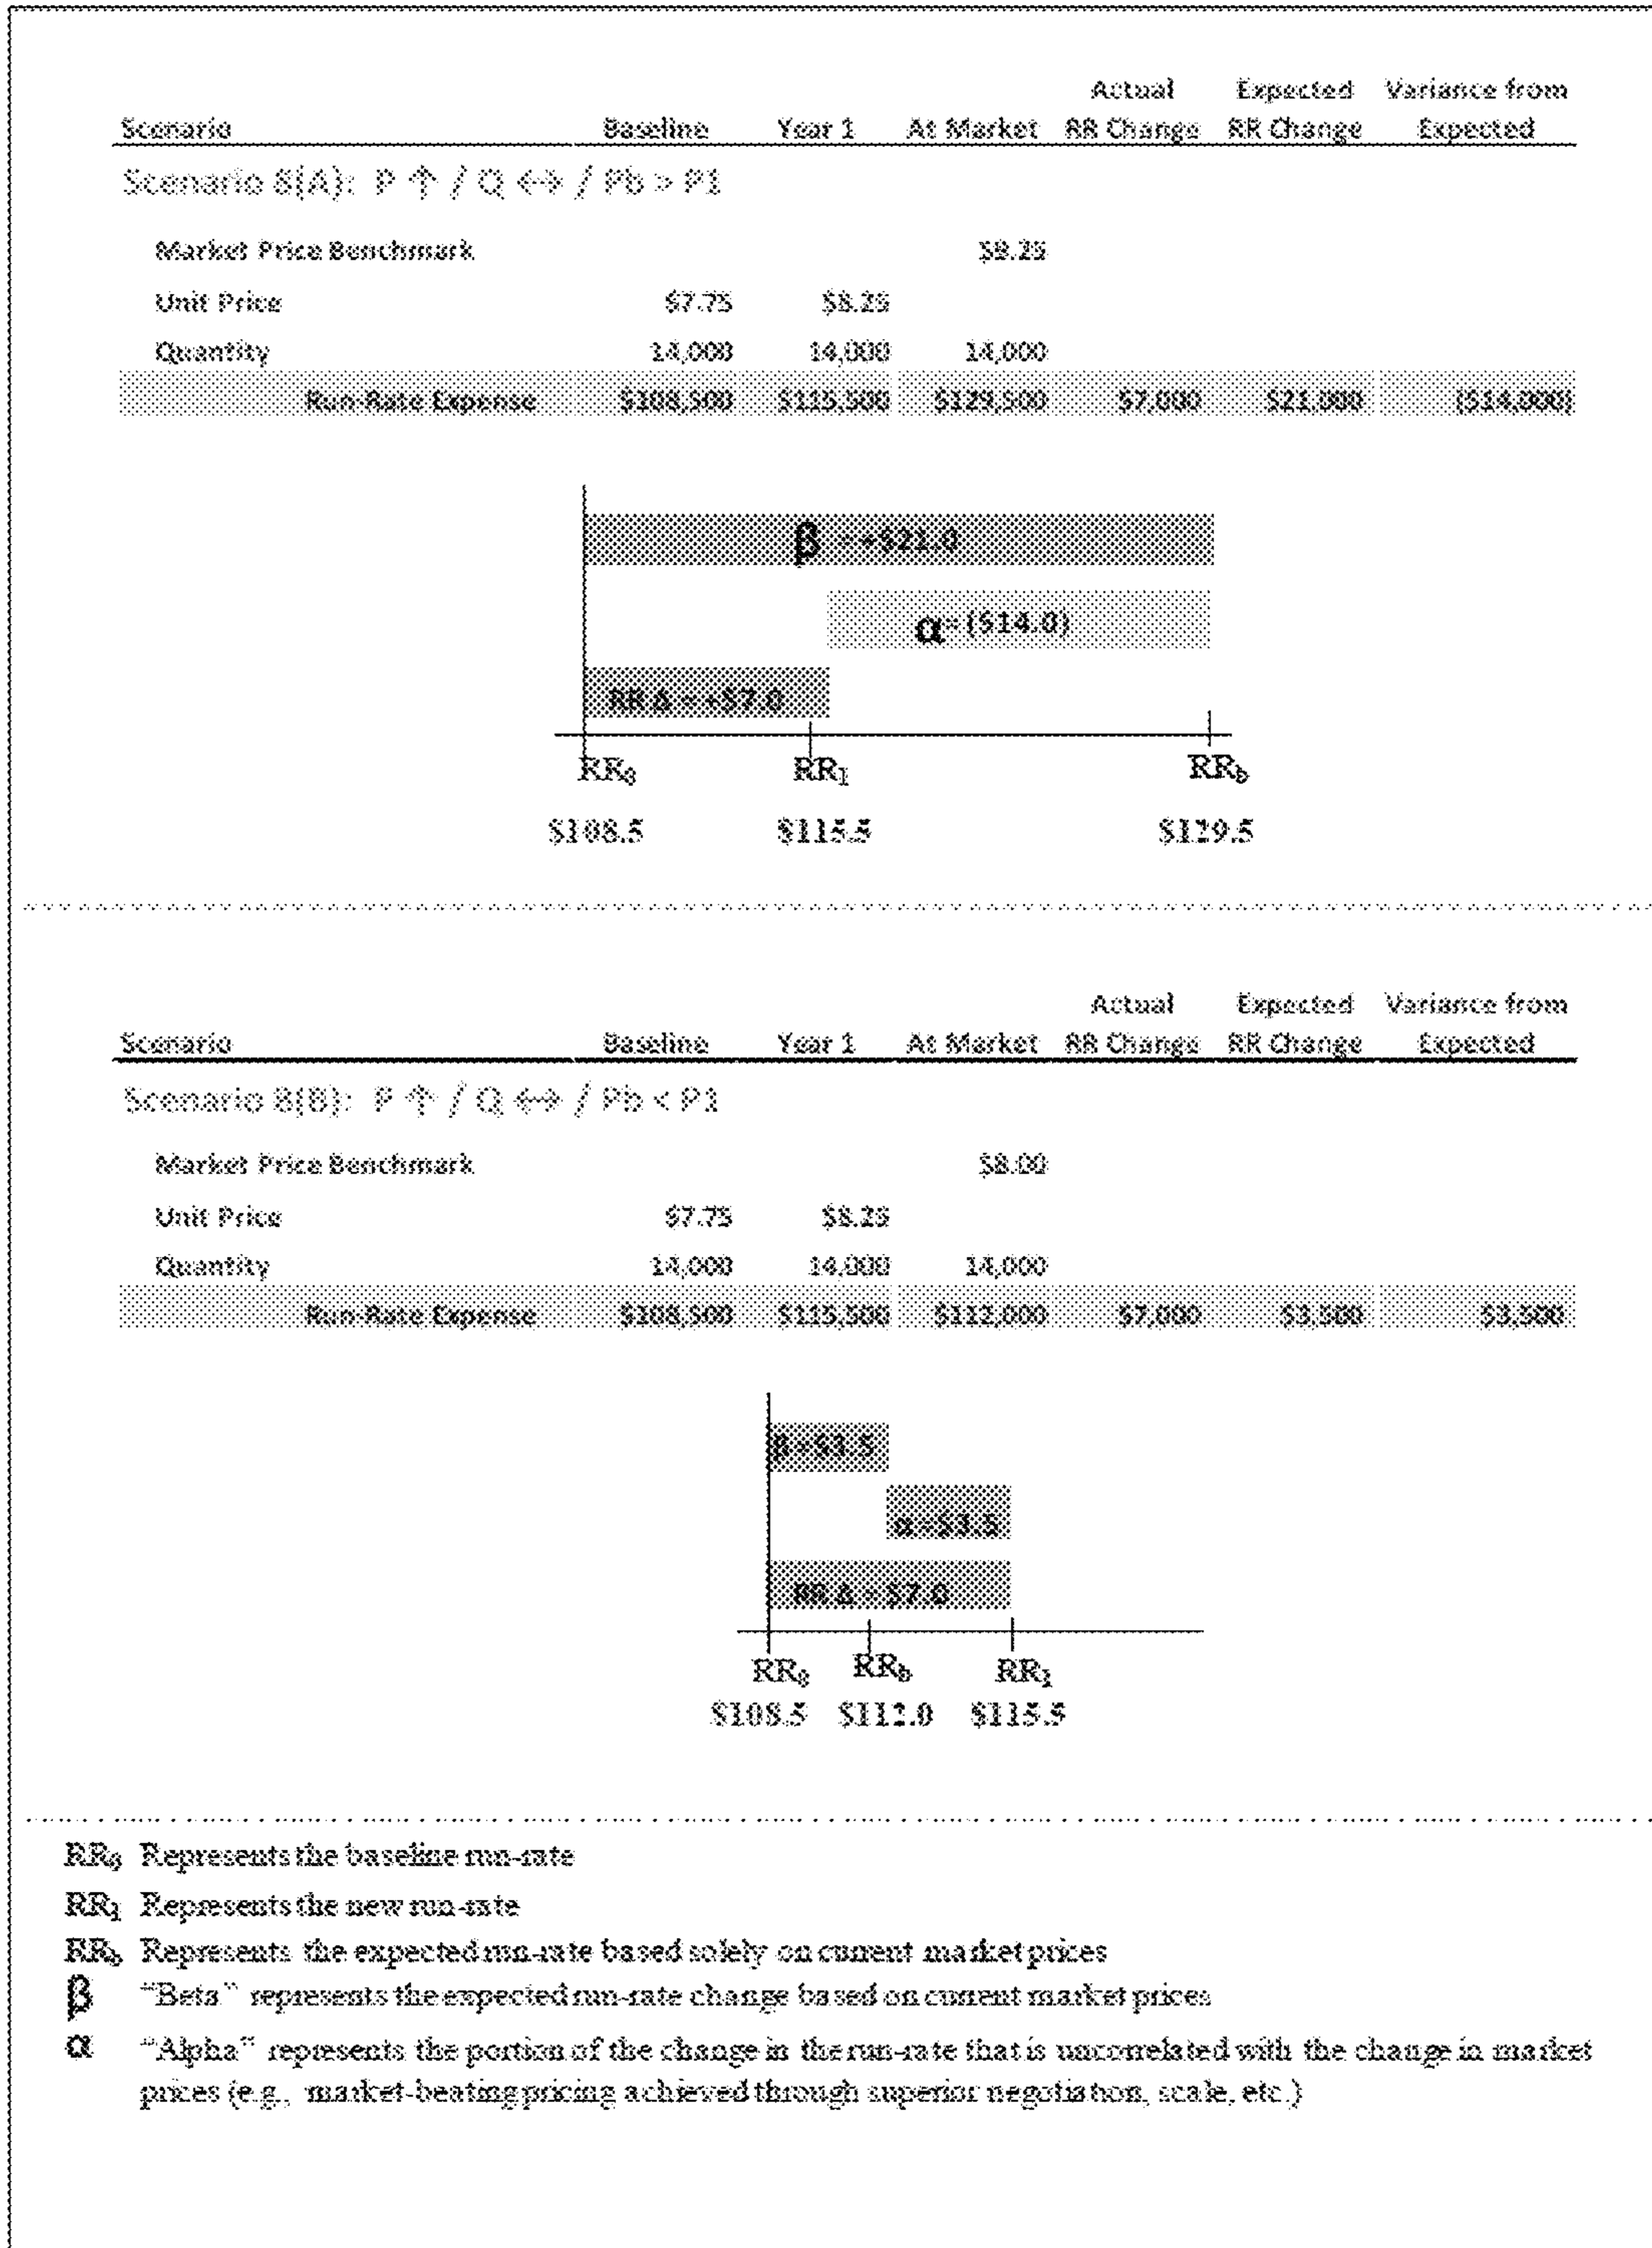 Actual Expected Variance from
Scenario Baseline Year 1 At Market RR Change RR Change Expected
Scenario 8(A): P ↑ / Q ↔ / Pb > P1
Market Price Benchmark $9.25
Unit Price $7.75 $8.25
Quantity 14,000 14,000 14,000
Run-Rate Expense $108,500 $115,500 $129,500 $7,000 $21,000 ($14,000)
β = +$21.0
α = ($14.0)
RR Δ = +$7.0
RR₀ RR₁ RRb
$108.5 $115.5 $129.5
Actual Expected Variance from
Scenario Baseline Year 1 At Market RR Change RR Change Expected
Scenario 8(B): P ↑ / Q ↔ / Pb < P1
Market Price Benchmark $8.00
Unit Price $7.75 $8.25
Quantity 14,000 14,000 14,000
Run-Rate Expense $108,500 $115,500 $112,000 $7,000 $3,500 $3,500
β = $3.5
α = $3.5
RR Δ = $7.0
RR₀ RRb RR₁
$108.5 $112.0 $115.5
RR₀ Represents the baseline run-rate
RR₁ Represents the new run-rate
RRb Represents the expected run-rate based solely on current market prices
β "Beta" represents the expected run-rate change based on current market prices
α "Alpha" represents the portion of the change in the run-rate that is uncorrelated with the change in market
prices (e.g., market-beating pricing achieved through superior negotiation, scale, etc.)